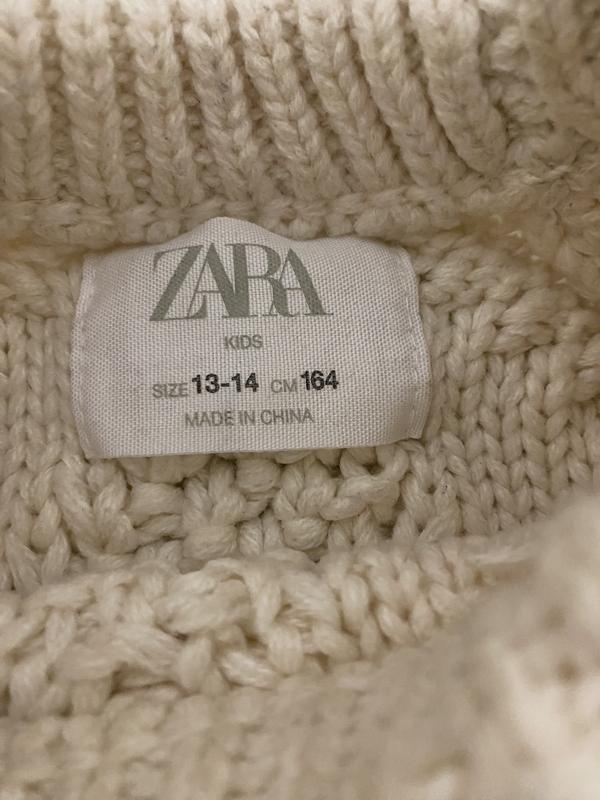 ZARA
KIDS
SIZE 13-14 CM 164
MADE IN CHINA